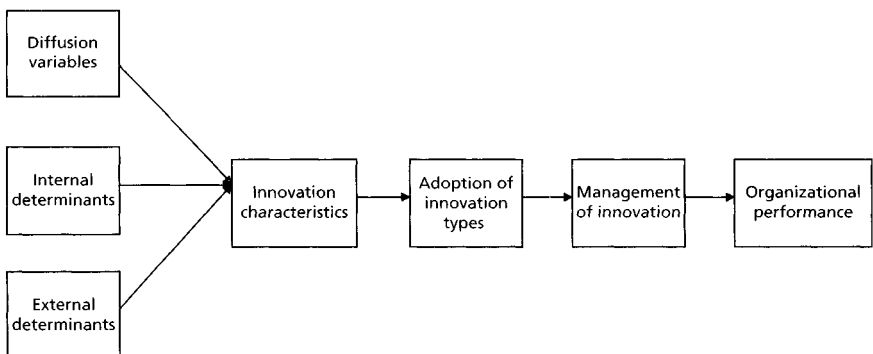 Diffusion
variables
Internal
determinants
External
determinants
Innovation
characteristics
Adoption of
innovation
types
Management
of innovation
Organizational
performance